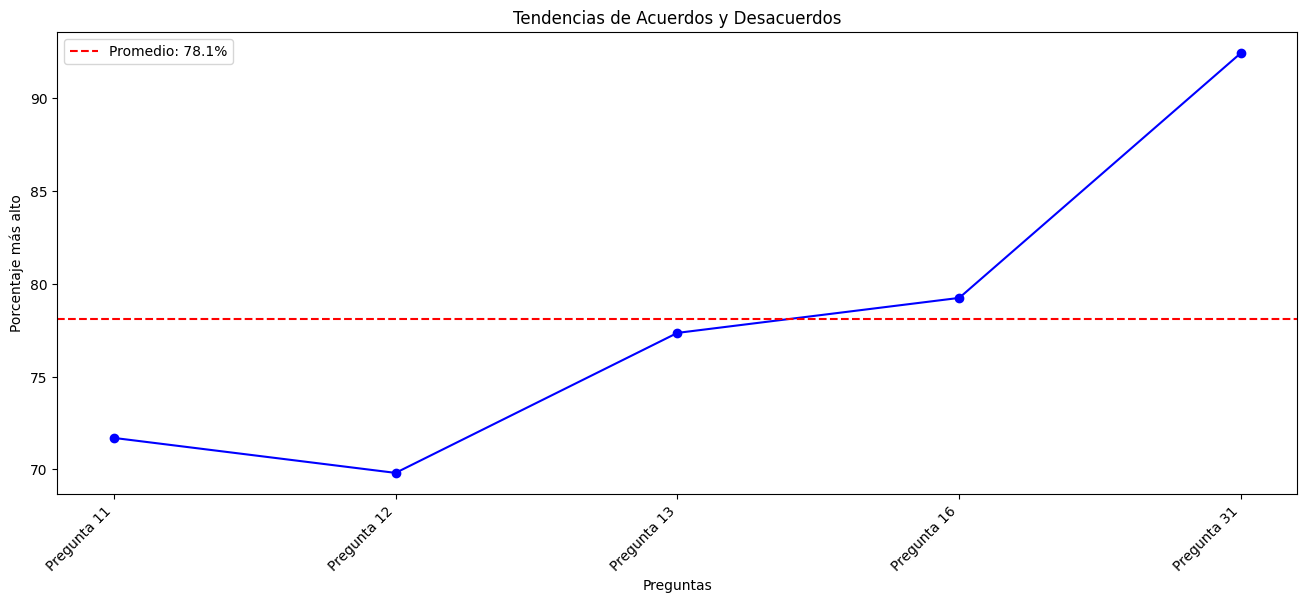 Tendencias de Acuerdos y Desacuerdos
Promedio: 78.1%
Porcentaje más alto
90
85
80
75
70
Pregunta 11
Pregunta 12
Pregunta 13
Pregunta 16
Pregunta 31
Preguntas